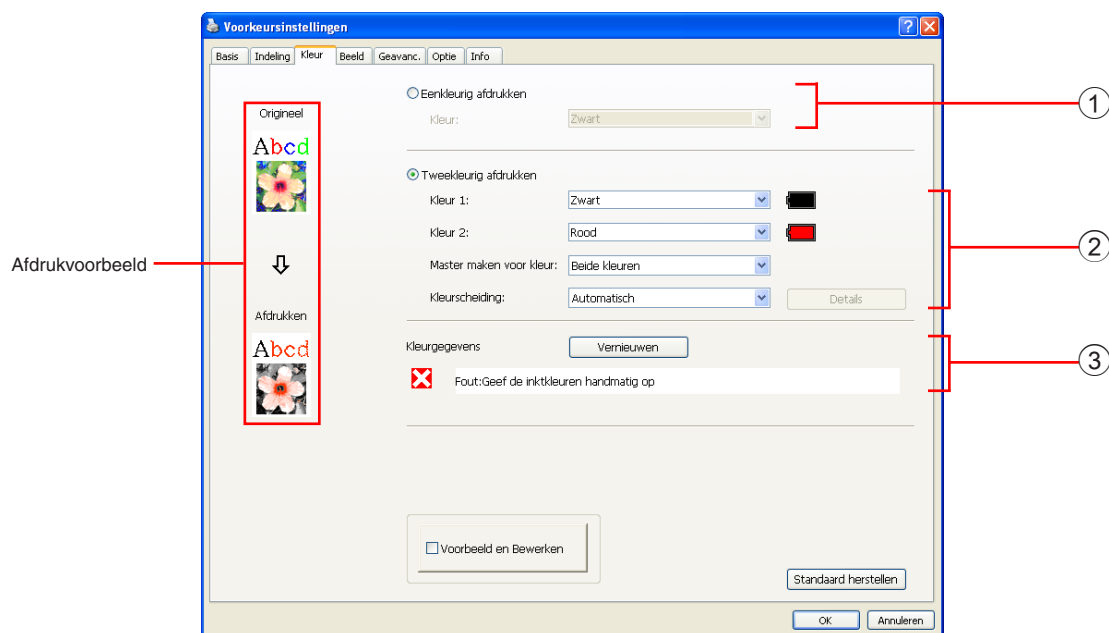 Voorkeursinstellingen
Basis Indeling Kleur Beeld Geavanc. Optie Info
Eenkleurig afdrukken
Kleur: Zwart
1
Origineel
Abcd
Tweekleurig afdrukken
Kleur 1: Zwart
Kleur 2: Rood
2
Master maken voor kleur: Beide kleuren
Afdrukvoorbeeld
Kleurscheiding: Automatisch Details
Afdrukken
Abcd
Kleurgegevens Vernieuwen
3
Fout:Geef de inktkleuren handmatig op
Voorbeeld en Bewerken
Standaard herstellen
OK Annuleren